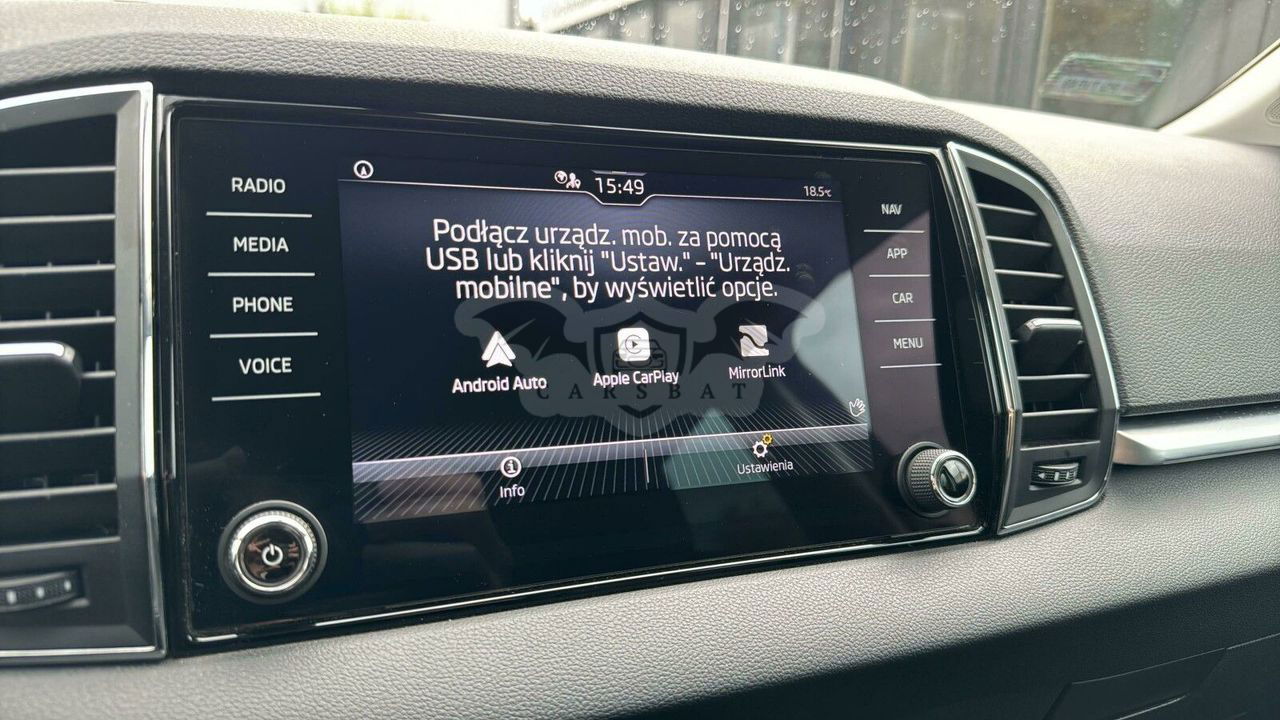 RADIO
MEDIA
PHONE
VOICE
15:49
18.5°C
Podłącz urządz. mob. za pomocą
USB lub kliknij "Ustaw." - "Urządz.
mobilne", by wyświetlić opcje.
Android Auto
Apple CarPlay
MirrorLink
CARSBAT
Info
Ustawienia
NAV
APP
CAR
MENU